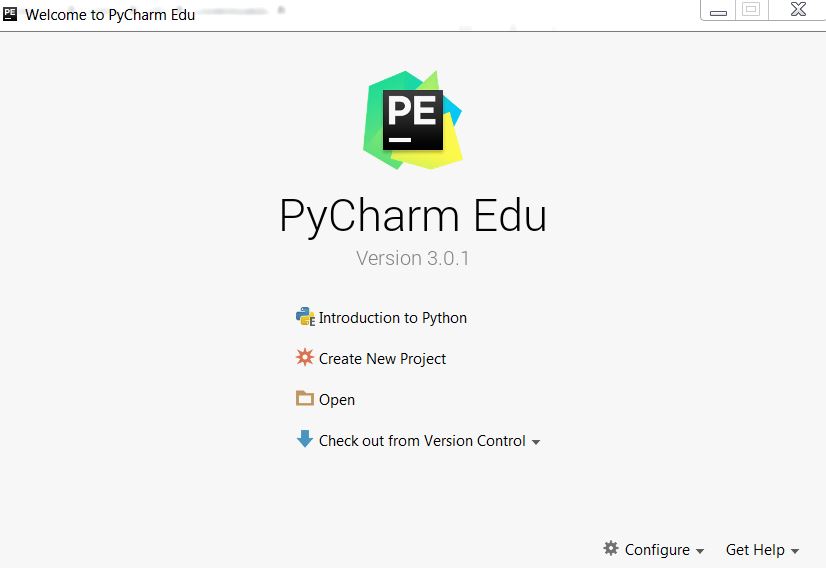 PE Welcome to PyCharm Edu
PE
PyCharm Edu
Version 3.0.1
Introduction to Python
Create New Project
Open
Check out from Version Control
Configure Get Help